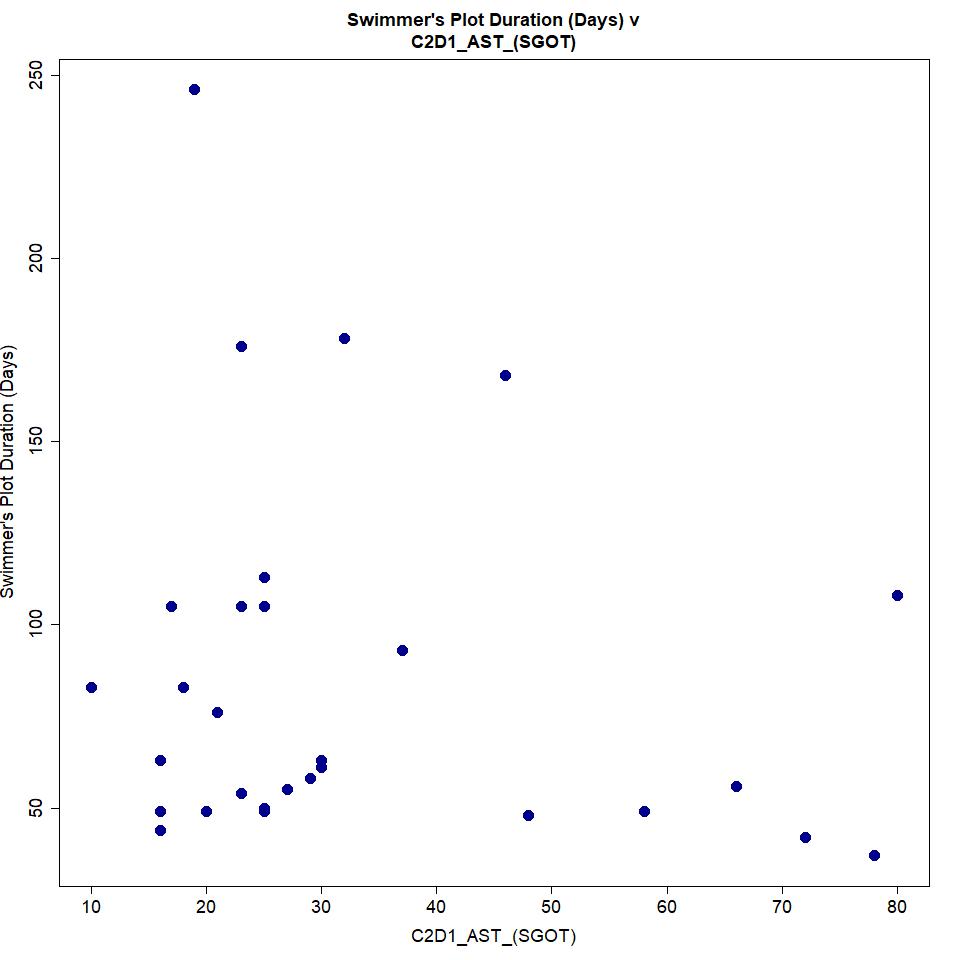 Swimmer's Plot Duration (Days) v
C2D1_AST_(SGOT)
Swimmer's Plot Duration (Days)
250
200
150
100
50
10 20 30 40 50 60 70 80
C2D1_AST_(SGOT)